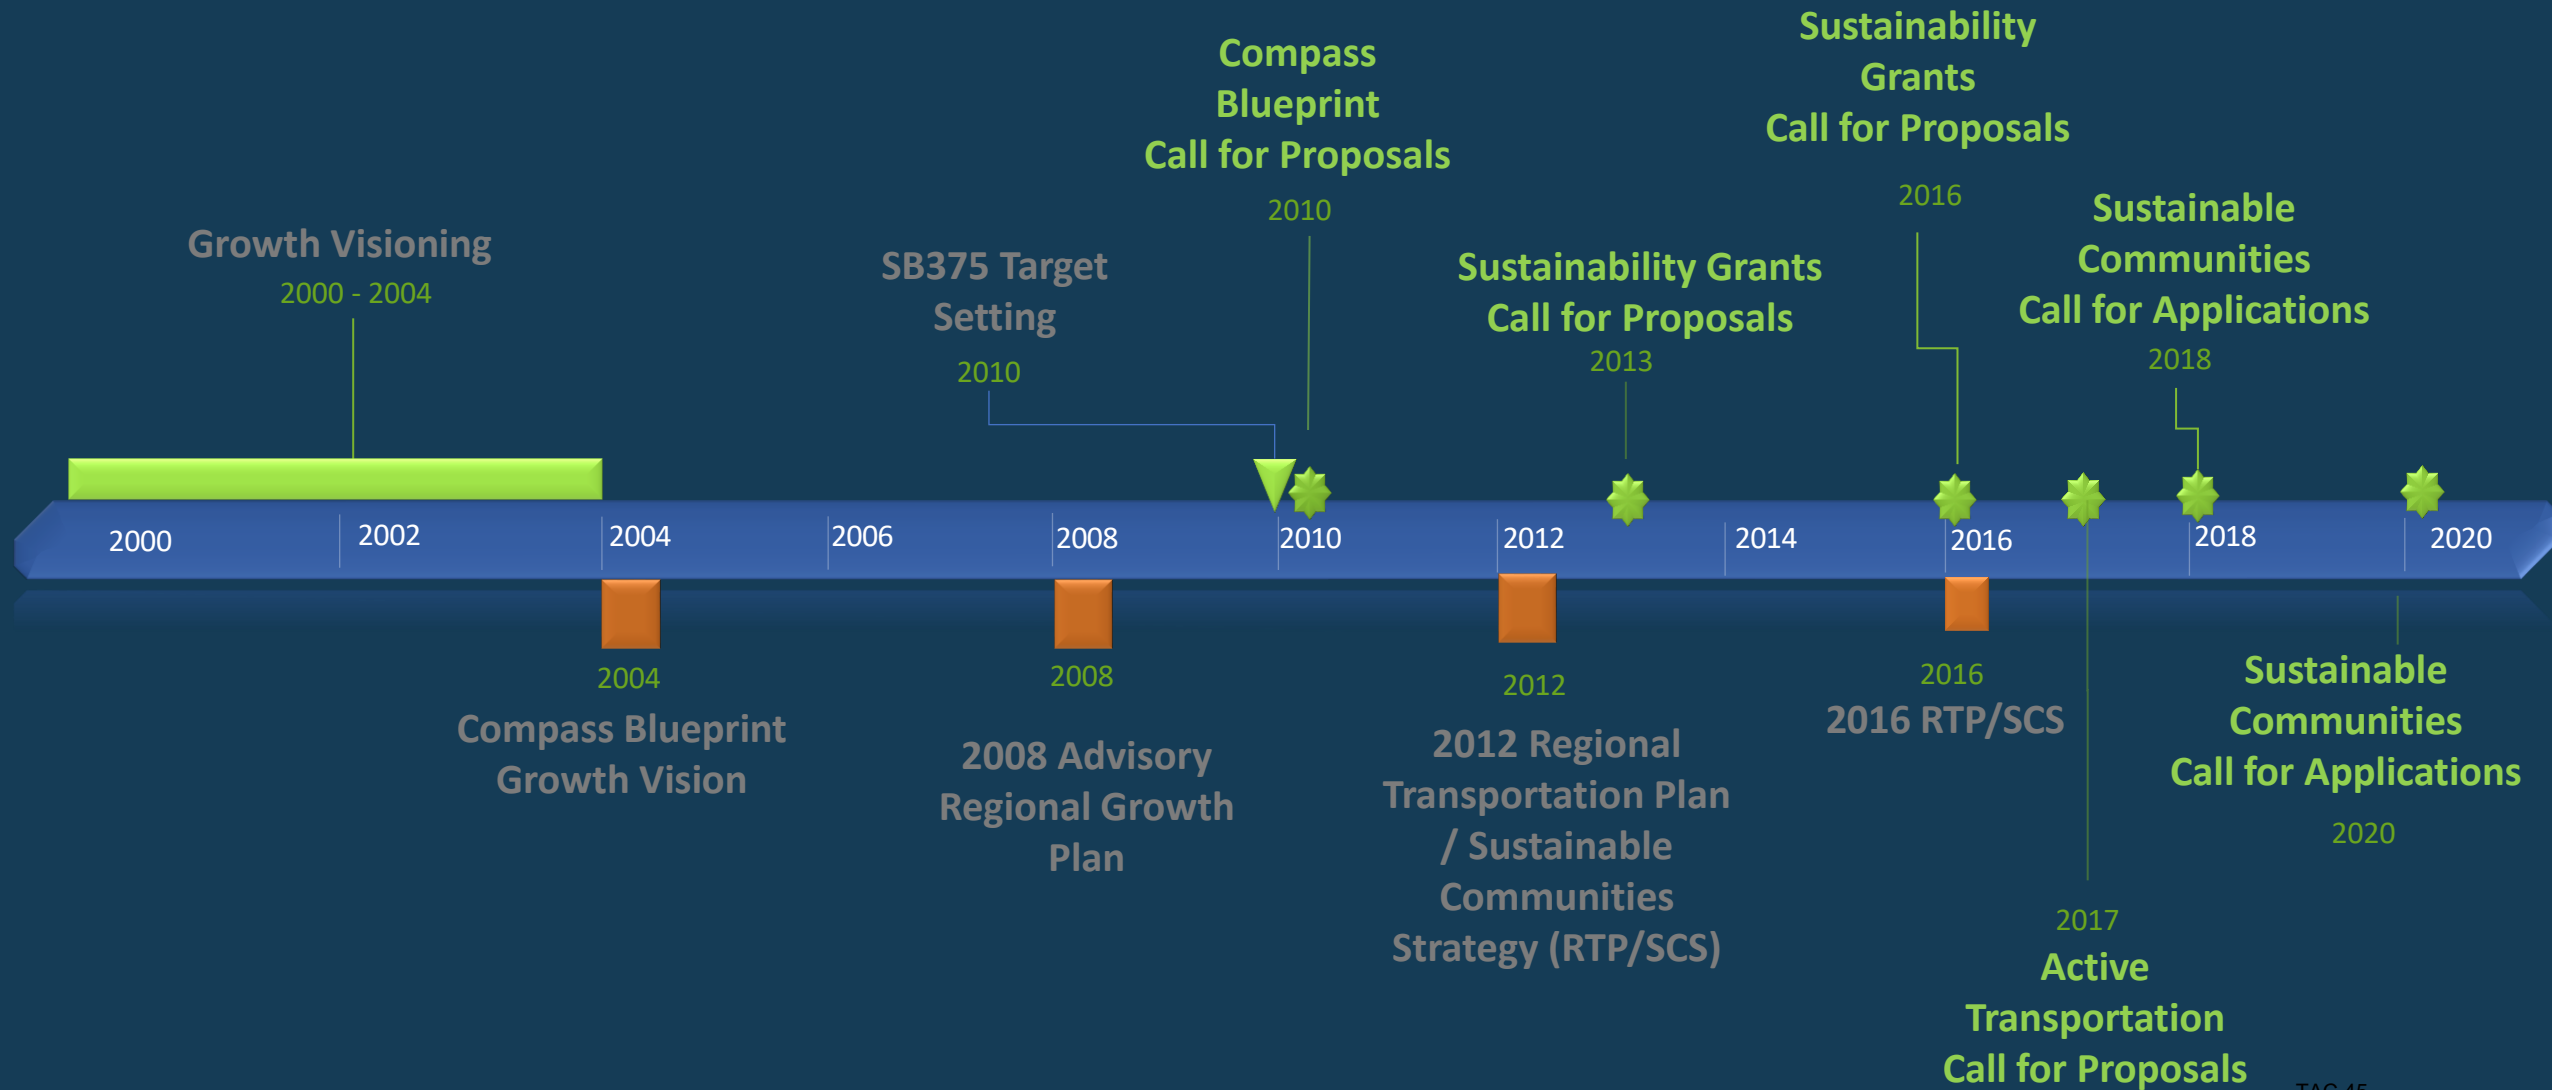 Growth Visioning
2000 - 2004
SB375 Target
Setting
2010
Compass
Blueprint
Call for Proposals
2010
Sustainability Grants
Call for Proposals
2013
Sustainability
Grants
Call for Proposals
2016
Sustainable
Communities
Call for Applications
2018
2000
2002
2004
2006
2008
2010
2012
2014
2016
2018
2020
2004
Compass Blueprint
Growth Vision
2008
2008 Advisory
Regional Growth
Plan
2012
2012 Regional
Transportation Plan
/ Sustainable
Communities
Strategy (RTP/SCS)
2016
2016 RTP/SCS
2017
Active
Transportation
Call for Proposals
Sustainable
Communities
Call for Applications
2020